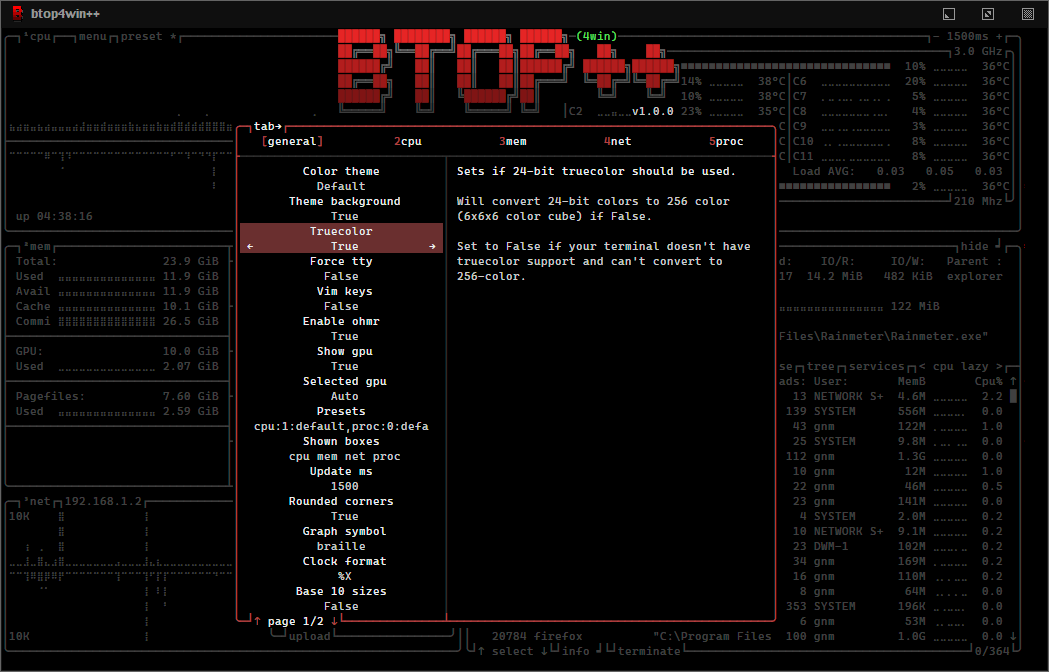 btop4win++
¹cpu menu preset * (4win) - 1500ms +
3.0 GHz
BTOP++
10% 36°C
14% 38°C C6 20% 36°C
10% 38°C C7 5% 36°C
C2 v1.0.0 23% 35°C C8 4% 36°C
C C9 3% 36°C
C C10 8% 36°C
C C11 8% 36°C
Load AVG: 0.03 0.05 0.03
2% 36°C
210 Mhz
up 04:38:16
tab→
[general] 2cpu 3mem 4net 5proc
Color theme
Default
Theme background
True
Truecolor
← True →
Force tty
False
Vim keys
False
Enable ohmr
True
Show gpu
True
Selected gpu
Auto
Presets
cpu:1:default,proc:0:defa
Shown boxes
cpu mem net proc
Update ms
1500
Rounded corners
True
Graph symbol
braille
Clock format
%X
Base 10 sizes
False
↑ page 1/2 ↓
Sets if 24-bit truecolor should be used.
Will convert 24-bit colors to 256 color
(6x6x6 color cube) if False.
Set to False if your terminal doesn't have
truecolor support and can't convert to
256-color.
²mem
Total: 23.9 GiB
Used 11.9 GiB
Avail 11.9 GiB
Cache 10.1 GiB
Commi 26.5 GiB
GPU: 10.0 GiB
Used 2.07 GiB
Pagefiles: 7.60 GiB
Used 2.59 GiB
³net 192.168.1.2
10K
10K
upload
hide ↲
d: IO/R: IO/W: Parent :
17 14.2 MiB 482 KiB explorer
122 MiB
Files\Rainmeter\Rainmeter.exe"
se tree services < cpu lazy >
ads: User: MemB Cpu% ↑
13 NETWORK S+ 4.6M 2.2
139 SYSTEM 556M 0.0
43 gnm 122M 1.0
25 SYSTEM 9.8M 0.0
112 gnm 1.3G 0.0
10 gnm 12M 1.0
22 gnm 46M 0.5
23 gnm 141M 0.0
4 SYSTEM 2.0M 0.2
10 NETWORK S+ 9.1M 0.2
23 DWM-1 102M 0.2
34 gnm 169M 0.2
16 gnm 110M 0.2
8 gnm 64M 0.2
353 SYSTEM 196K 0.2
6 gnm 53M 0.2
20784 firefox "C:\Program Files 100 gnm 1.0G 0.0 ↓
↑ select ↓ info ↲ terminate 0/364